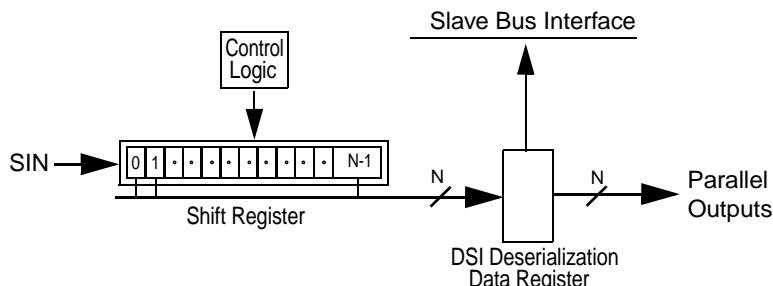 Slave Bus Interface
Control
Logic
SIN
0 1 N-1
N
N
Parallel
Outputs
Shift Register
DSI Deserialization
Data Register